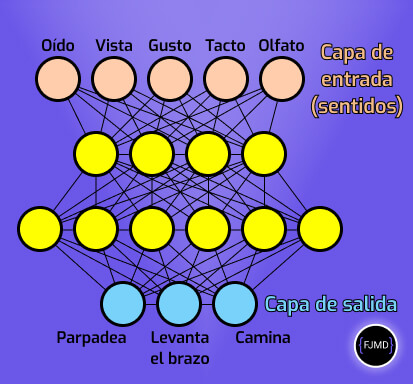 Oído Vista Gusto Tacto Olfato
Capa de
entrada
(sentidos)
Capa de salida
Parpadea Levanta Camina
el brazo
{FJMD}